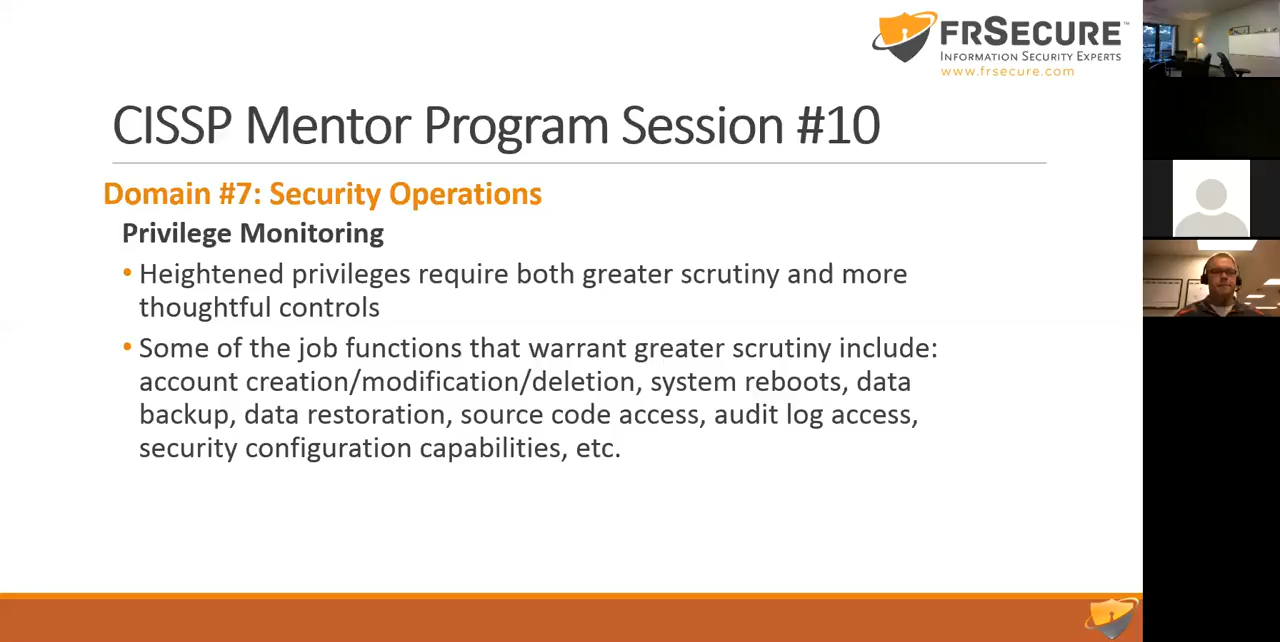 FRSECURE™
INFORMATION SECURITY EXPERTS
www.frsecure.com
CISSP Mentor Program Session #10
Domain #7: Security Operations
Privilege Monitoring
• Heightened privileges require both greater scrutiny and more
thoughtful controls
• Some of the job functions that warrant greater scrutiny include:
account creation/modification/deletion, system reboots, data
backup, data restoration, source code access, audit log access,
security configuration capabilities, etc.